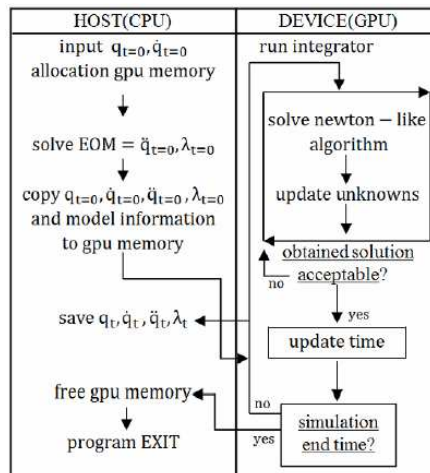 HOST(CPU)
input q_{t=0}, q̇_{t=0}
allocation gpu memory
solve EOM = q̈_{t=0}, λ_{t=0}
copy q_{t=0}, q̇_{t=0}, q̈_{t=0}, λ_{t=0}
and model information
to gpu memory
save q_t, q̇_t, q̈_t, λ_t
free gpu memory
program EXIT
DEVICE(GPU)
run integrator
solve newton − like
algorithm
update unknowns
obtained solution
acceptable?
no
yes
update time
no
yes
simulation
end time?